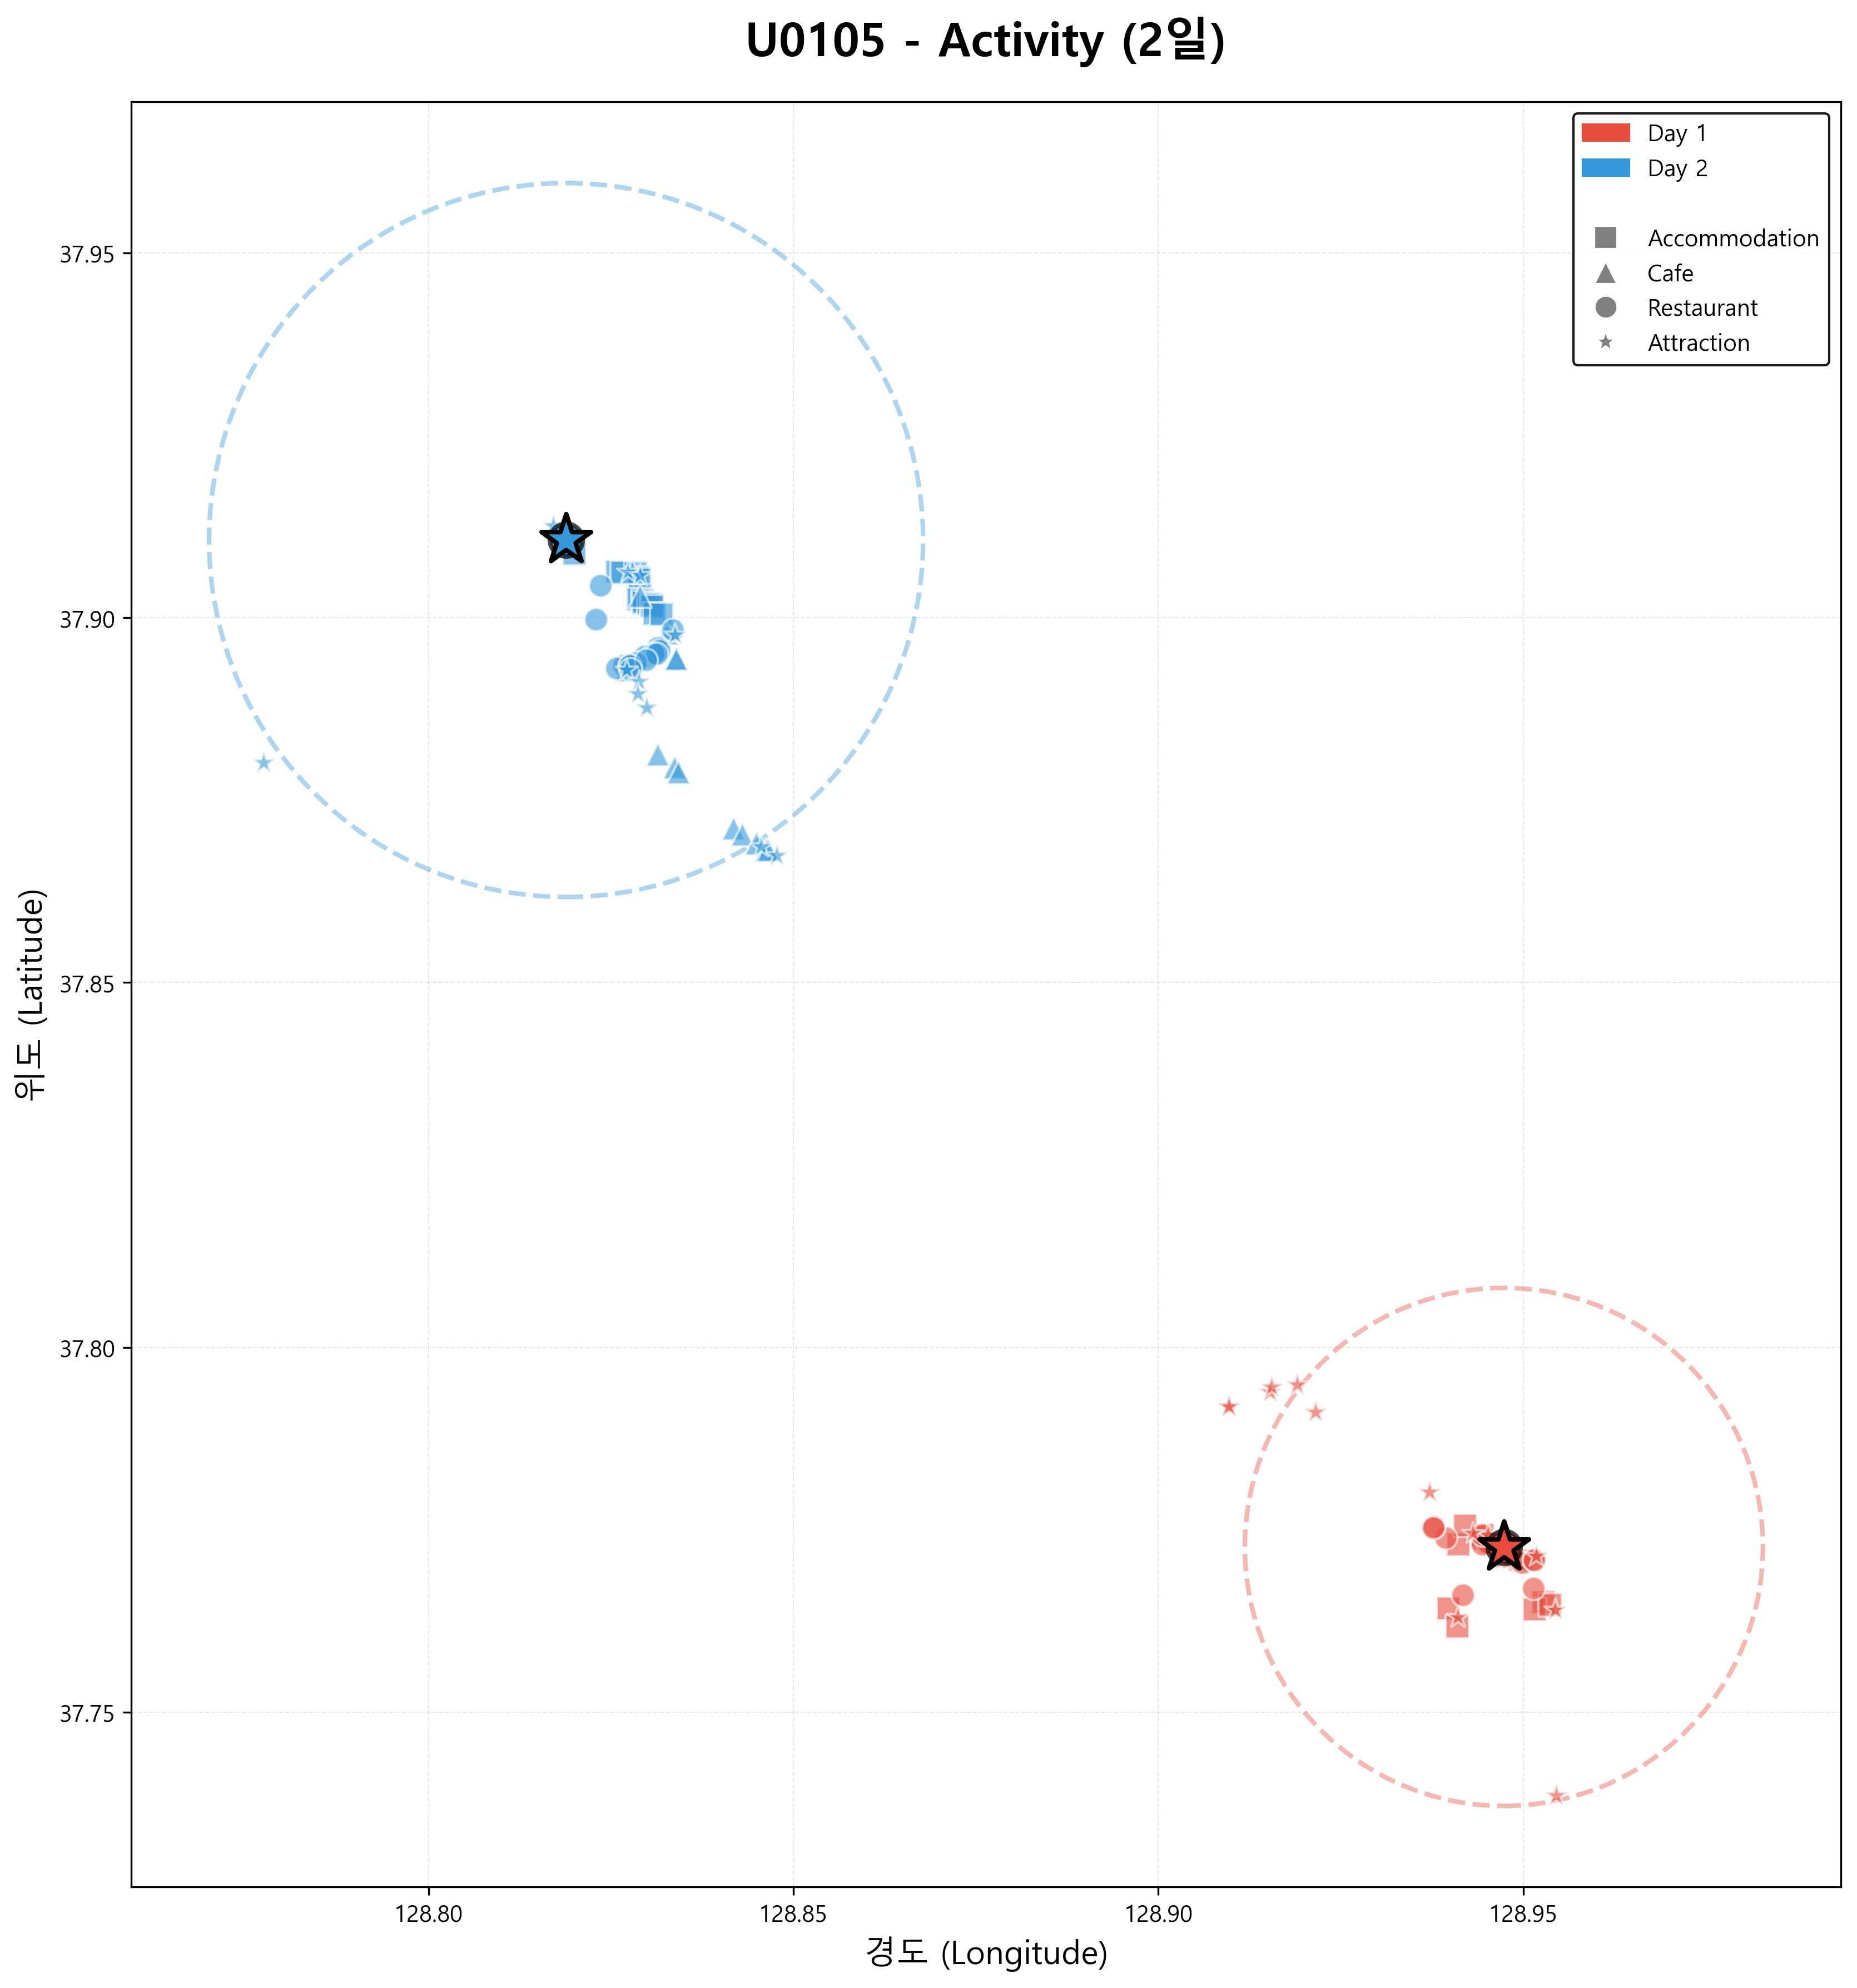 U0105 - Activity (2일)
Day 1
Day 2
Accommodation
Cafe
Restaurant
Attraction
37.95
37.90
37.85
37.80
37.75
위도 (Latitude)
128.80
128.85
128.90
128.95
경도 (Longitude)